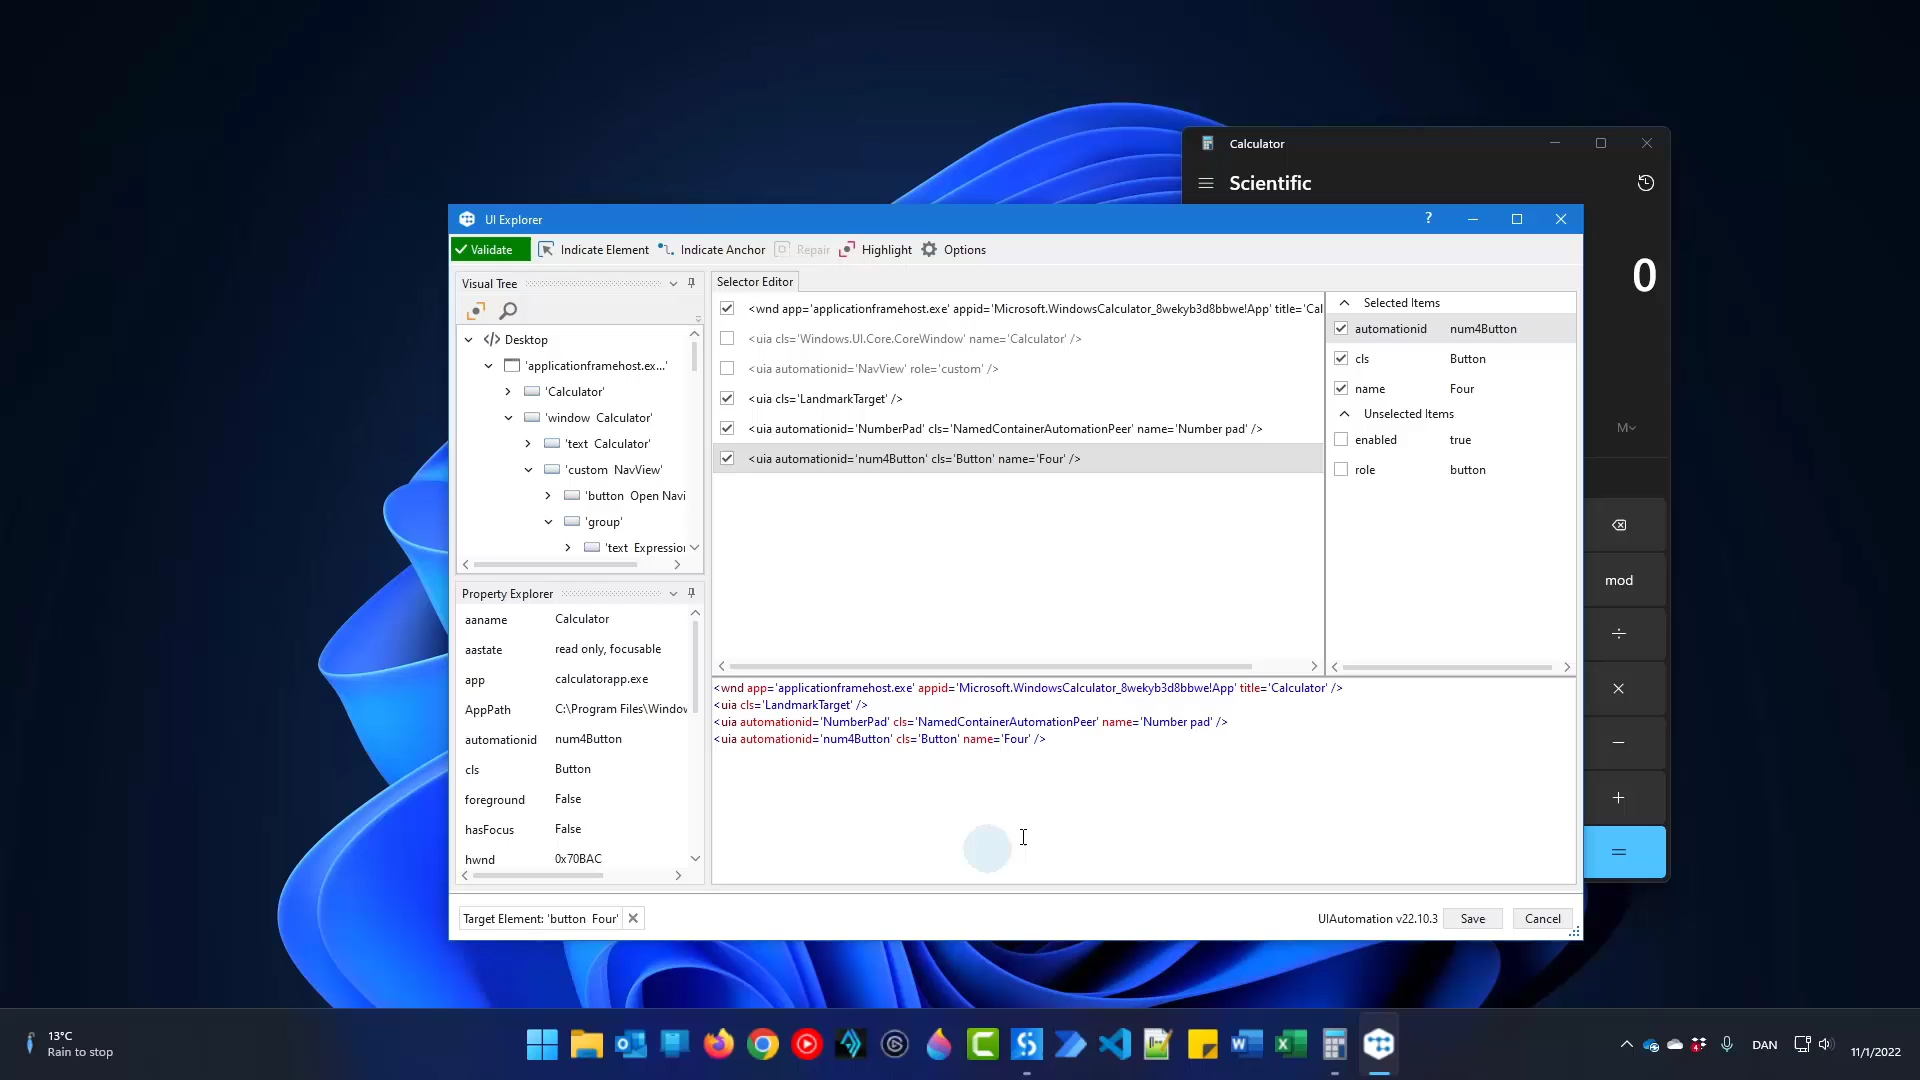 Calculator
Scientific
UI Explorer
?
Validate
Indicate Element
Indicate Anchor
Repair
Highlight
Options
0
Visual Tree
Desktop
'applicationframehost.ex...'
'Calculator'
'window Calculator'
'text Calculator'
'custom NavView'
'button Open Navi
'group'
'text Expression
Selector Editor
<wnd app='applicationframehost.exe' appid='Microsoft.WindowsCalculator_8wekyb3d8bbwe!App' title='Cal
<uia cls='Windows.UI.Core.CoreWindow' name='Calculator' />
<uia automationid='NavView' role='custom' />
<uia cls='LandmarkTarget' />
<uia automationid='NumberPad' cls='NamedContainerAutomationPeer' name='Number pad' />
<uia automationid='num4Button' cls='Button' name='Four' />
Selected Items
automationid num4Button
cls Button
name Four
Unselected Items
enabled true
role button
M
mod
÷
×
−
+
=
Property Explorer
aaname Calculator
aastate read only, focusable
app calculatorapp.exe
AppPath C:\Program Files\Window
automationid num4Button
cls Button
foreground False
hasFocus False
hwnd 0x70BAC
<wnd app='applicationframehost.exe' appid='Microsoft.WindowsCalculator_8wekyb3d8bbwe!App' title='Calculator' />
<uia cls='LandmarkTarget' />
<uia automationid='NumberPad' cls='NamedContainerAutomationPeer' name='Number pad' />
<uia automationid='num4Button' cls='Button' name='Four' />
Target Element: 'button Four'
UIAutomation v22.10.3
Save
Cancel
13°C
Rain to stop
DAN
11/1/2022